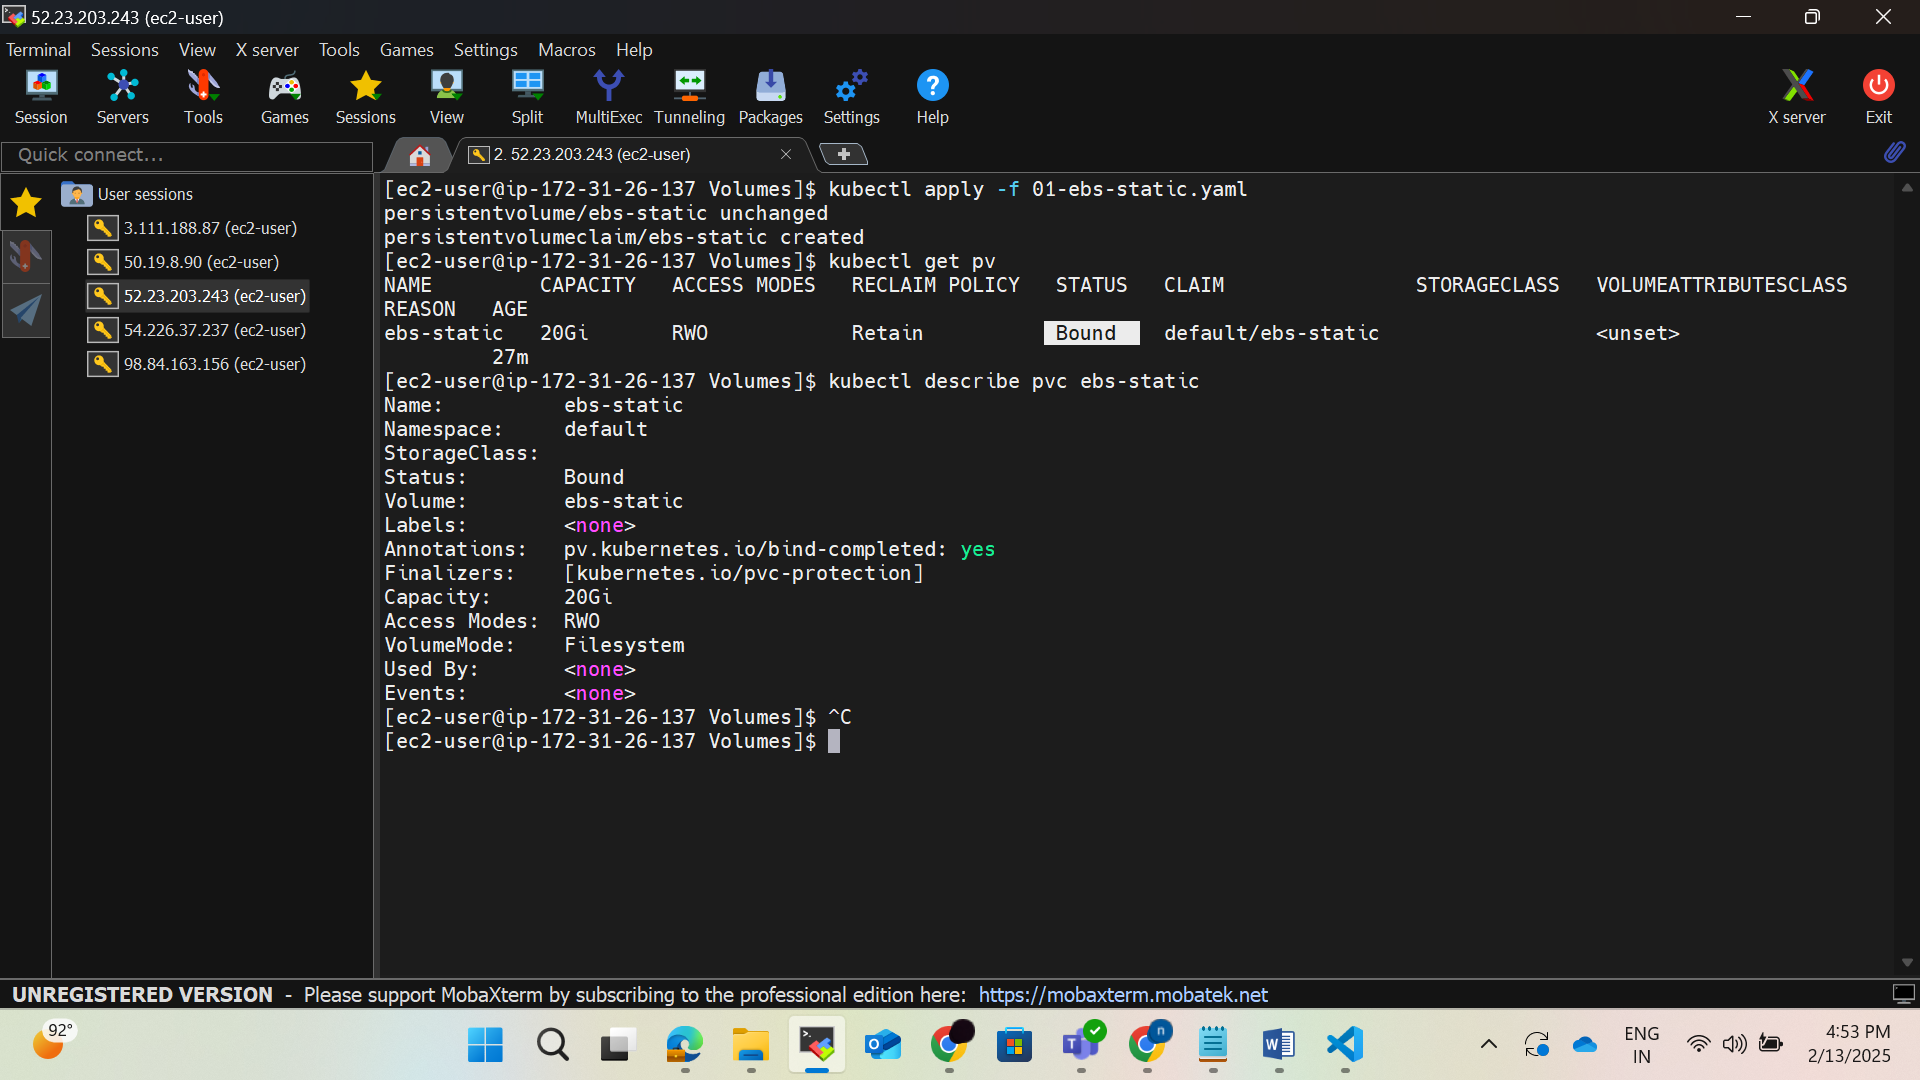 52.23.203.243 (ec2-user)
Terminal Sessions View X server Tools Games Settings Macros Help
Session Servers Tools Games Sessions View Split MultiExec Tunneling Packages Settings Help X server Exit
Quick connect...
2. 52.23.203.243 (ec2-user)
User sessions
3.111.188.87 (ec2-user)
50.19.8.90 (ec2-user)
52.23.203.243 (ec2-user)
54.226.37.237 (ec2-user)
98.84.163.156 (ec2-user)
[ec2-user@ip-172-31-26-137 Volumes]$ kubectl apply -f 01-ebs-static.yaml
persistentvolume/ebs-static unchanged
persistentvolumeclaim/ebs-static created
[ec2-user@ip-172-31-26-137 Volumes]$ kubectl get pv
NAME CAPACITY ACCESS MODES RECLAIM POLICY STATUS CLAIM STORAGECLASS VOLUMEATTRIBUTESCLASS
REASON AGE
ebs-static 20Gi RWO Retain Bound default/ebs-static <unset>
27m
[ec2-user@ip-172-31-26-137 Volumes]$ kubectl describe pvc ebs-static
Name: ebs-static
Namespace: default
StorageClass:
Status: Bound
Volume: ebs-static
Labels: <none>
Annotations: pv.kubernetes.io/bind-completed: yes
Finalizers: [kubernetes.io/pvc-protection]
Capacity: 20Gi
Access Modes: RWO
VolumeMode: Filesystem
Used By: <none>
Events: <none>
[ec2-user@ip-172-31-26-137 Volumes]$ ^C
[ec2-user@ip-172-31-26-137 Volumes]$
UNREGISTERED VERSION - Please support MobaXterm by subscribing to the professional edition here: https://mobaxterm.mobatek.net
92°
ENG
IN
4:53 PM
2/13/2025